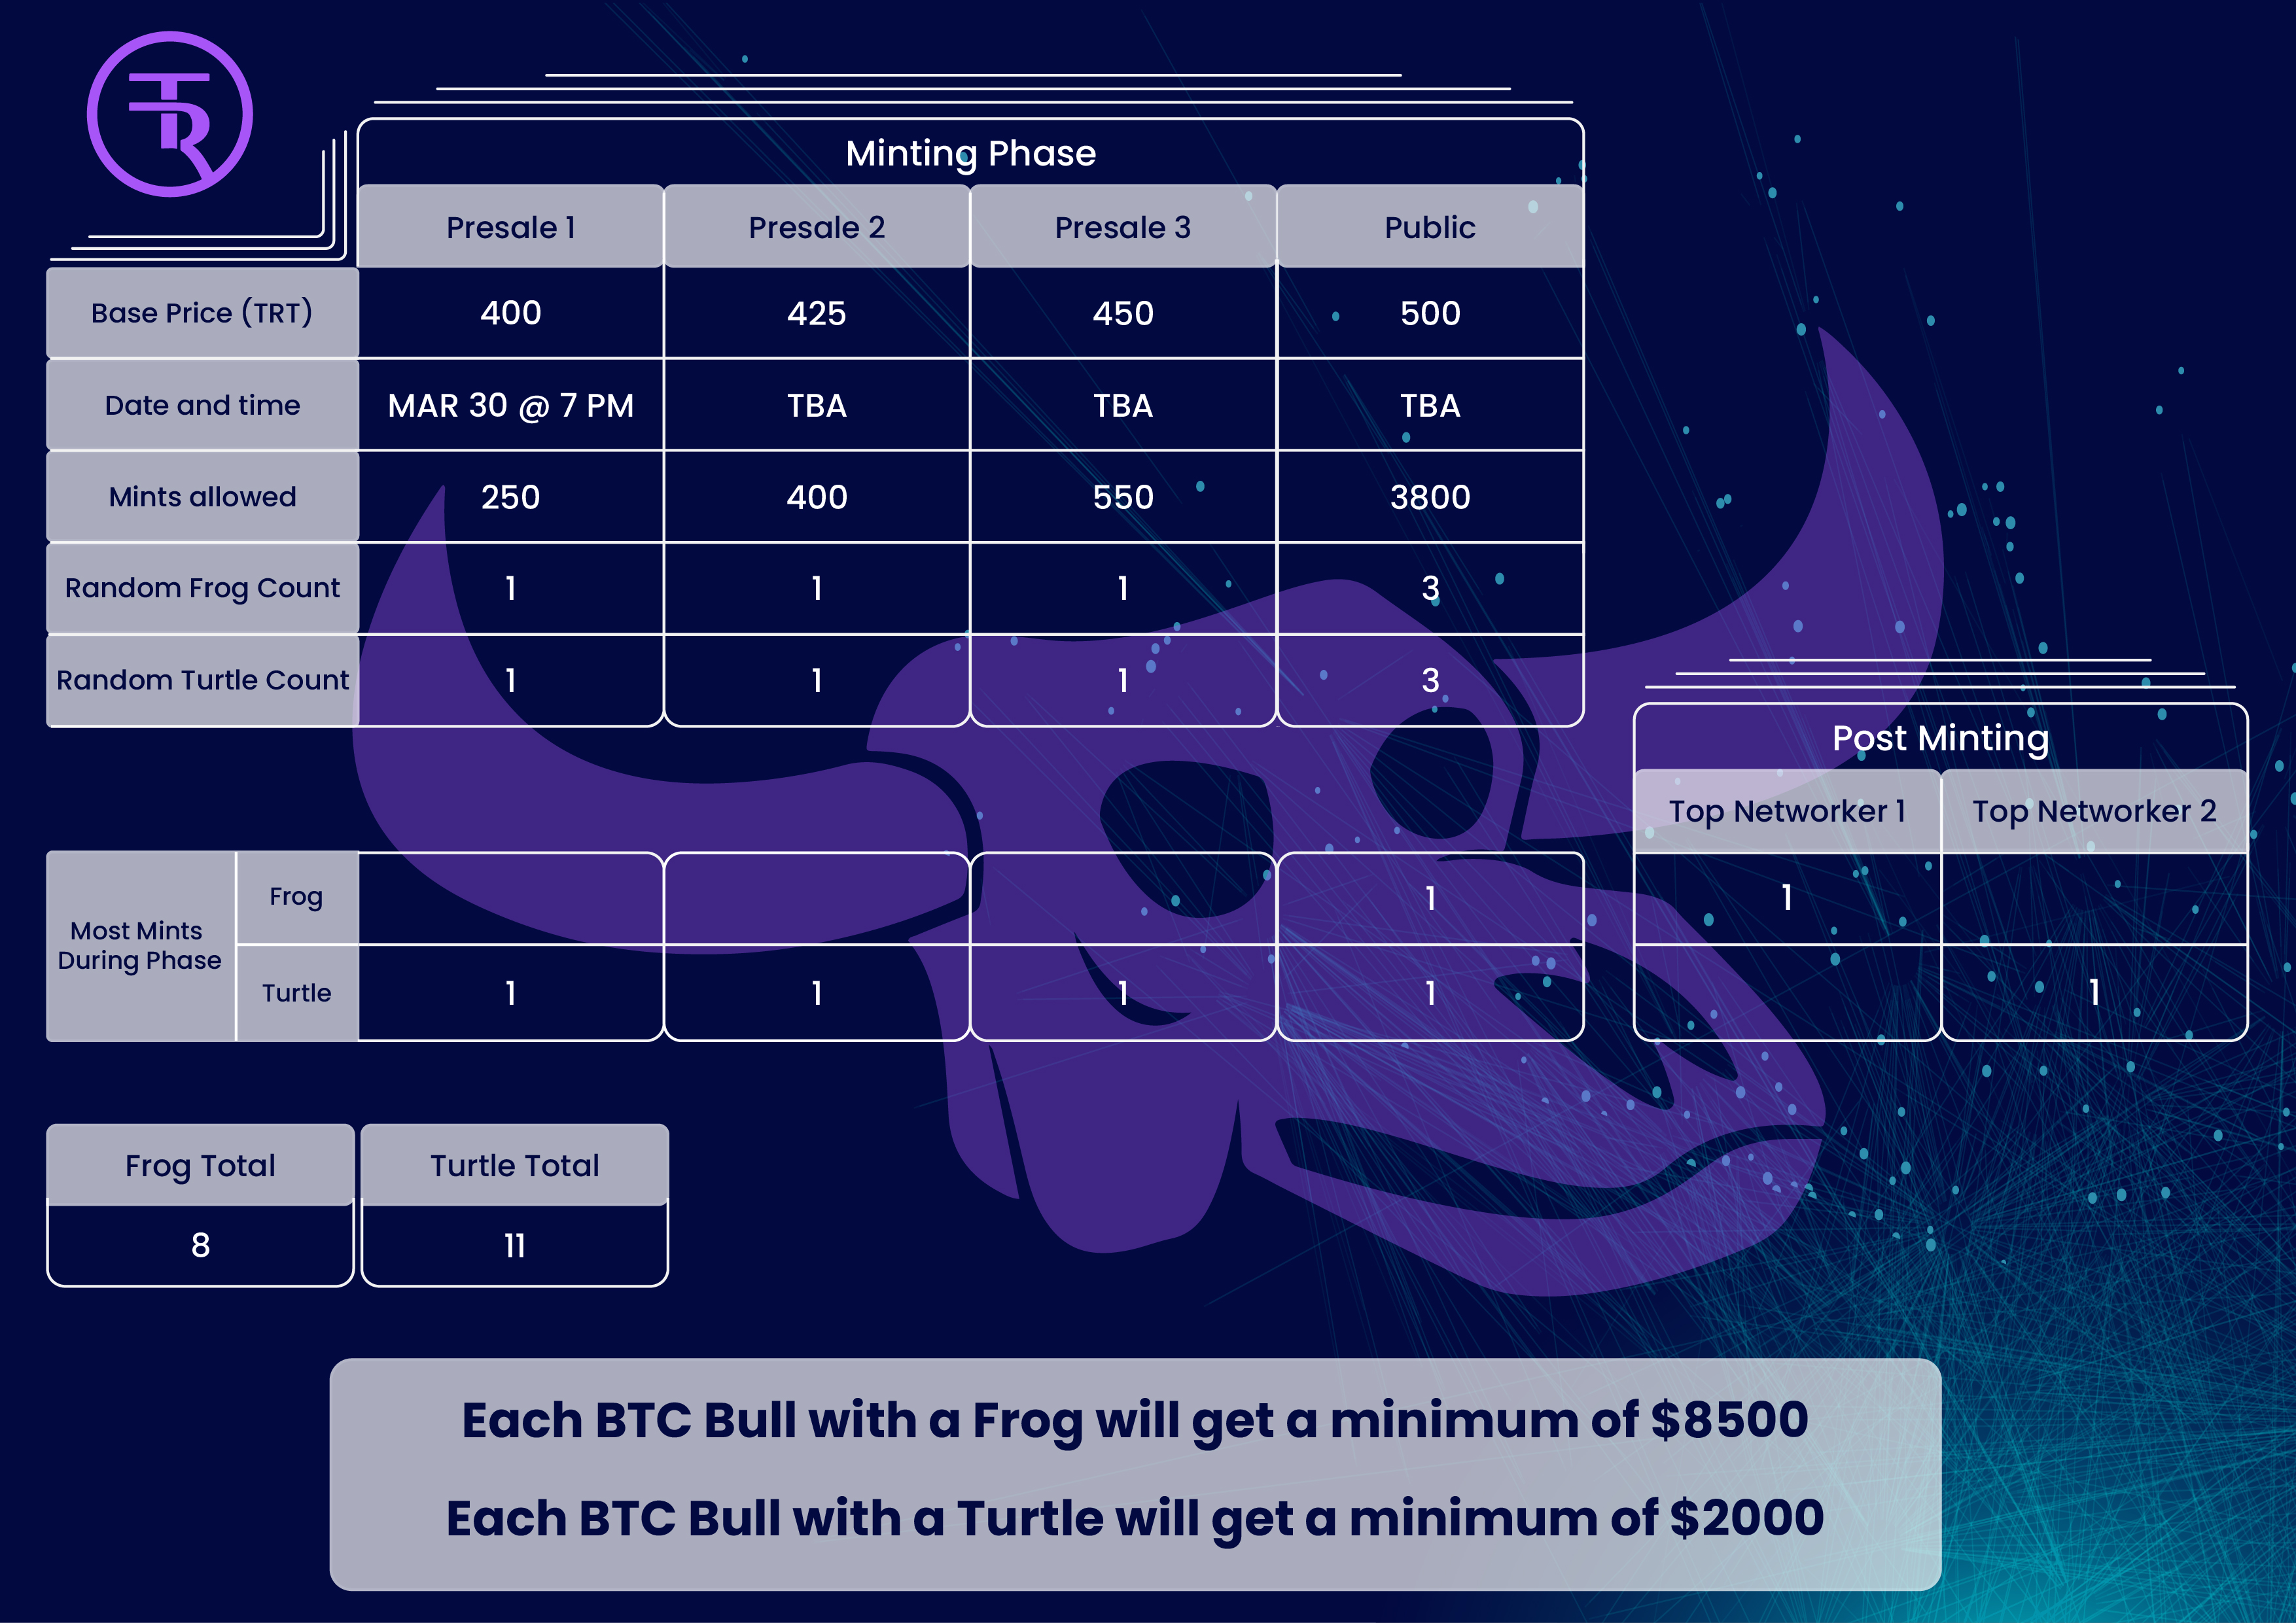 TR
Minting Phase
Presale 1 Presale 2 Presale 3 Public
Base Price (TRT) 400 425 450 500
Date and time MAR 30 @ 7 PM TBA TBA TBA
Mints allowed 250 400 550 3800
Random Frog Count 1 1 1 3
Random Turtle Count 1 1 1 3
Post Minting
Top Networker 1 Top Networker 2
Most Mints
During Phase
Frog 1 1
Turtle 1 1 1 1 1
Frog Total Turtle Total
8 11
Each BTC Bull with a Frog will get a minimum of $8500
Each BTC Bull with a Turtle will get a minimum of $2000